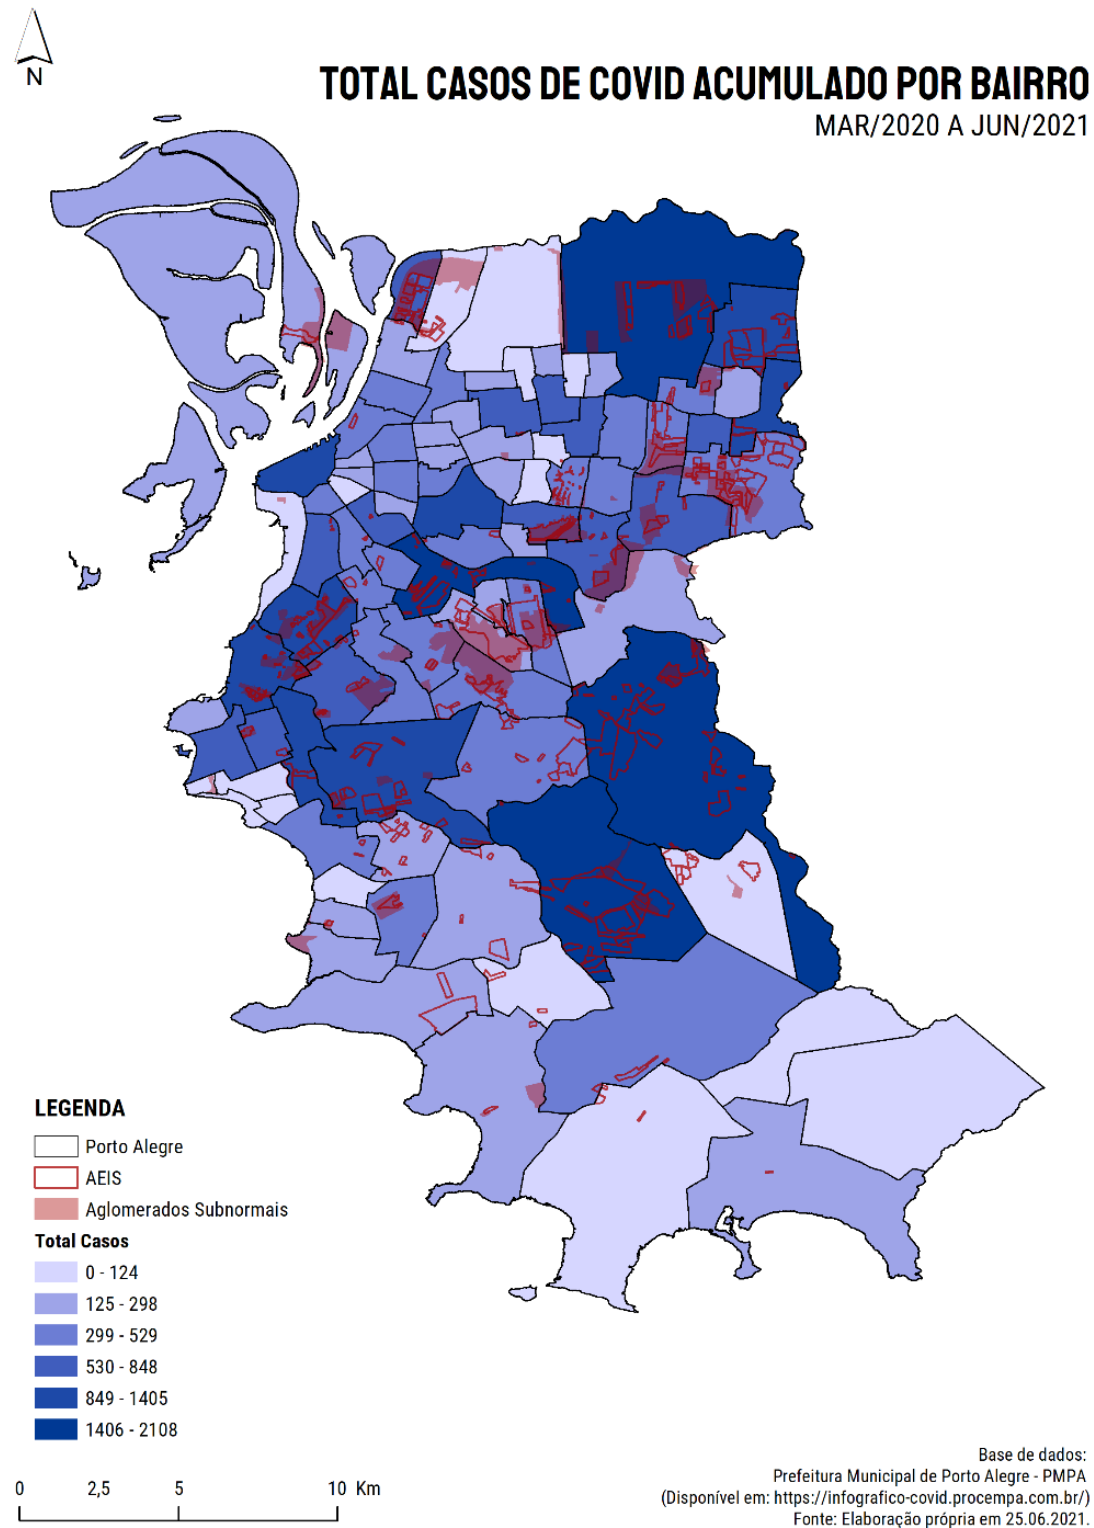 N
TOTAL CASOS DE COVID ACUMULADO POR BAIRRO
MAR/2020 A JUN/2021
LEGENDA
Porto Alegre
AEIS
Aglomerados Subnormais
Total Casos
0 - 124
125 - 298
299 - 529
530 - 848
849 - 1405
1406 - 2108
0 2,5 5 10 Km
Base de dados:
Prefeitura Municipal de Porto Alegre - PMPA
(Disponível em: https://infografico-covid.procempa.com.br/)
Fonte: Elaboração própria em 25.06.2021.